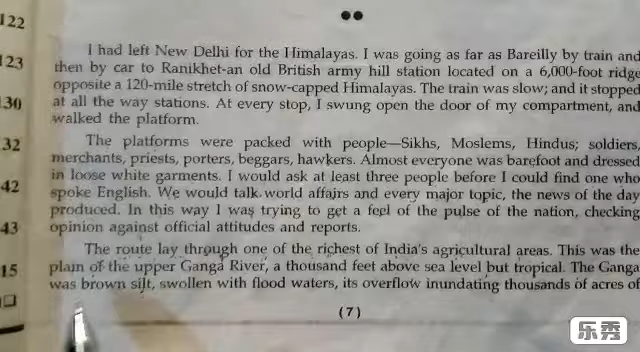 122
123
130
32
42
43
15
I had left New Delhi for the Himalayas. I was going as far as Bareilly by train and
then by car to Ranikhet-an old British army hill station located on a 6,000-foot ridge
opposite a 120-mile stretch of snow-capped Himalayas. The train was slow; and it stopped
at all the way stations. At every stop, I swung open the door of my compartment, and
walked the platform.
The platforms were packed with people—Sikhs, Moslems, Hindus; soldiers,
merchants, priests, porters, beggars, hawkers. Almost everyone was barefoot and dressed
in loose white garments. I would ask at least three people before I could find one who
spoke English. We would talk world affairs and every major topic, the news of the day
produced. In this way I was trying to get a feel of the pulse of the nation, checking
opinion against official attitudes and reports.
The route lay through one of the richest of India's agricultural areas. This was the
plain of the upper Ganga River, a thousand feet above sea level but tropical. The Ganga
was brown silt, swollen with flood waters, its overflow inundating thousands of acres of
(7)
乐秀